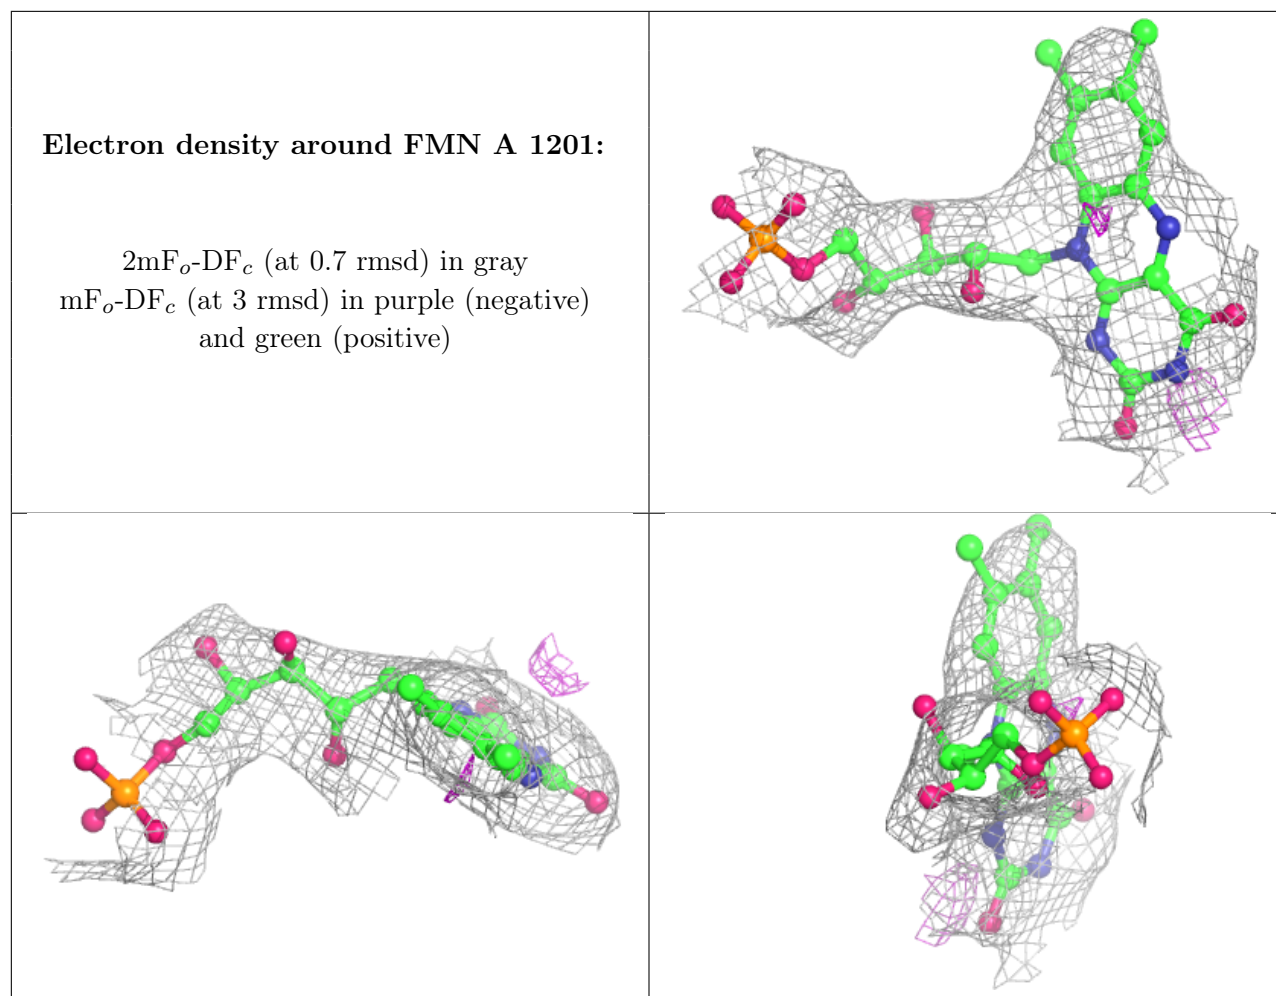 Electron density around FMN A 1201:
2mFₒ-DF𝒸 (at 0.7 rmsd) in gray
mFₒ-DF𝒸 (at 3 rmsd) in purple (negative)
and green (positive)